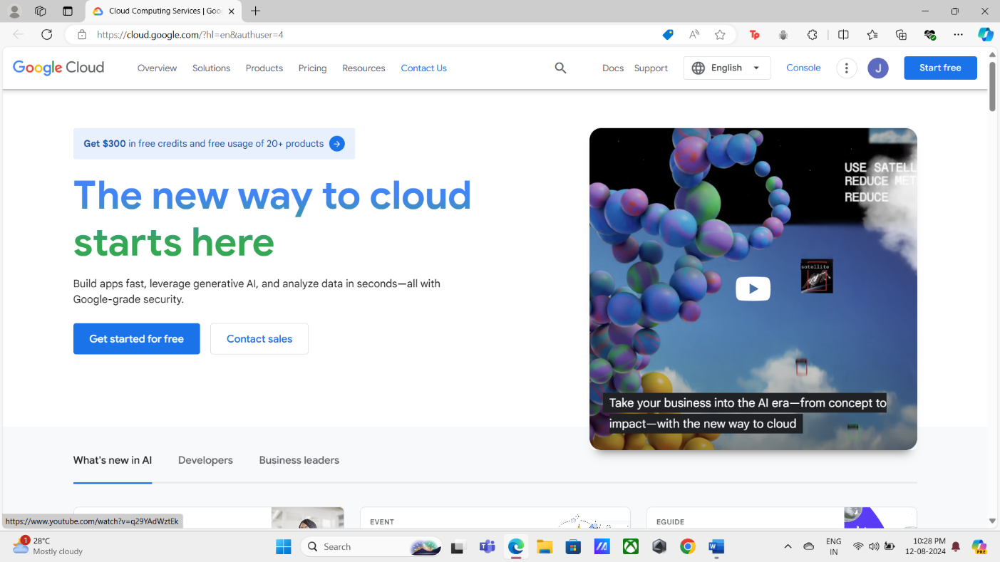 Cloud Computing Services | Goo
https://cloud.google.com/?hl=en&authuser=4
Google Cloud
Overview
Solutions
Products
Pricing
Resources
Contact Us
Docs
Support
English
Console
J
Start free
Get $300 in free credits and free usage of 20+ products
The new way to cloud
starts here
Build apps fast, leverage generative AI, and analyze data in seconds—all with
Google-grade security.
Get started for free
Contact sales
USE SATELL
REDUCE MET
REDUCE
satellite
Take your business into the AI era—from concept to
impact—with the new way to cloud
What's new in AI
Developers
Business leaders
EVENT
EGUIDE
https://www.youtube.com/watch?v=q29YAdWztEk
1
28°C
Mostly cloudy
Search
ENG
IN
10:28 PM
12-08-2024
PRE